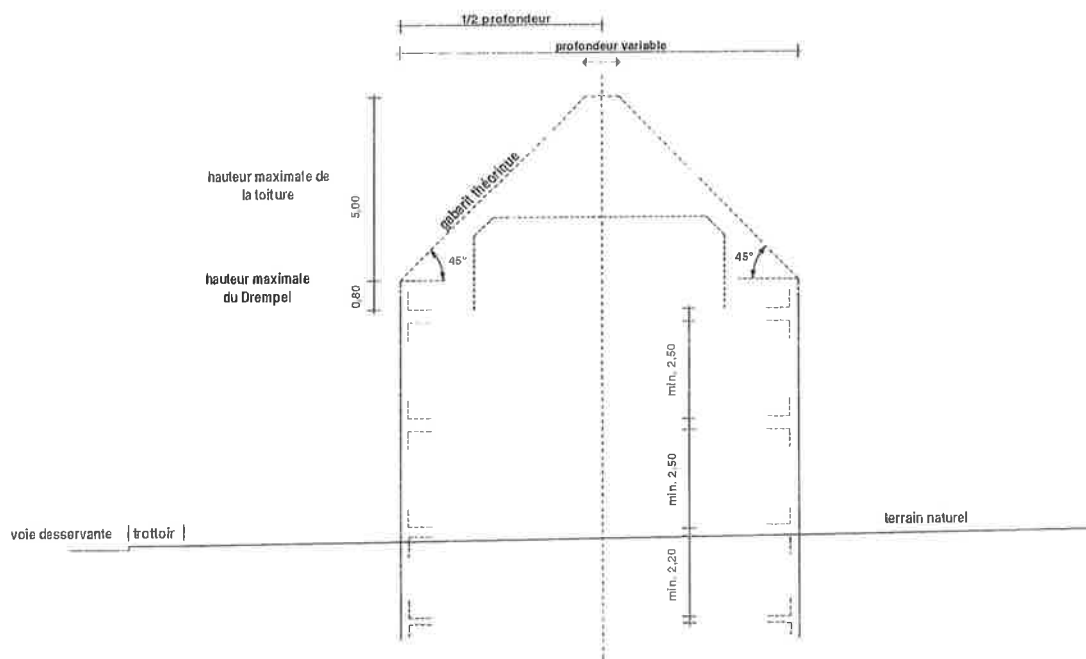 1/2 profondeur
profondeur variable
gabarit théorique
hauteur maximale de
la toiture
5,00
45°
45°
hauteur maximale
du Drempel
0,80
min. 2,50
min. 2,50
voie desservante
trottoir
terrain naturel
min. 2,20